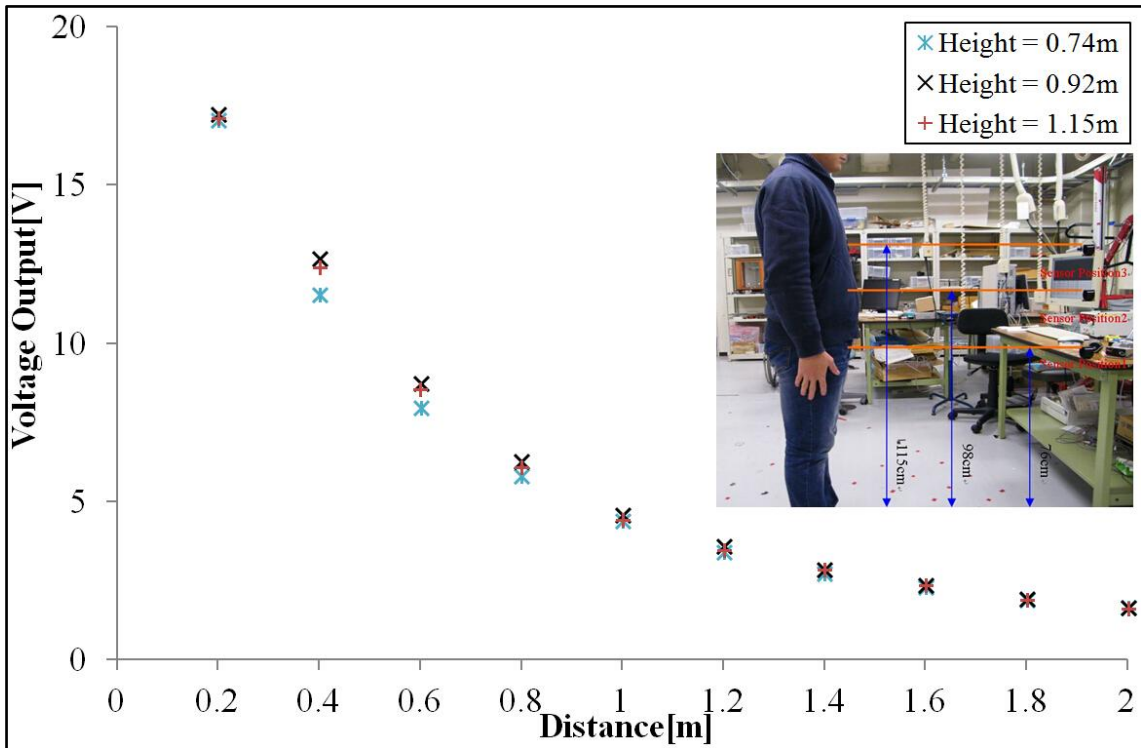 20
15
10
5
0
Voltage Output[V]
Height = 0.74m
Height = 0.92m
Height = 1.15m
Sensor Position3
Sensor Position2
Sensor Position1
115cm
98cm
76cm
0 0.2 0.4 0.6 0.8 1 1.2 1.4 1.6 1.8 2
Distance[m]